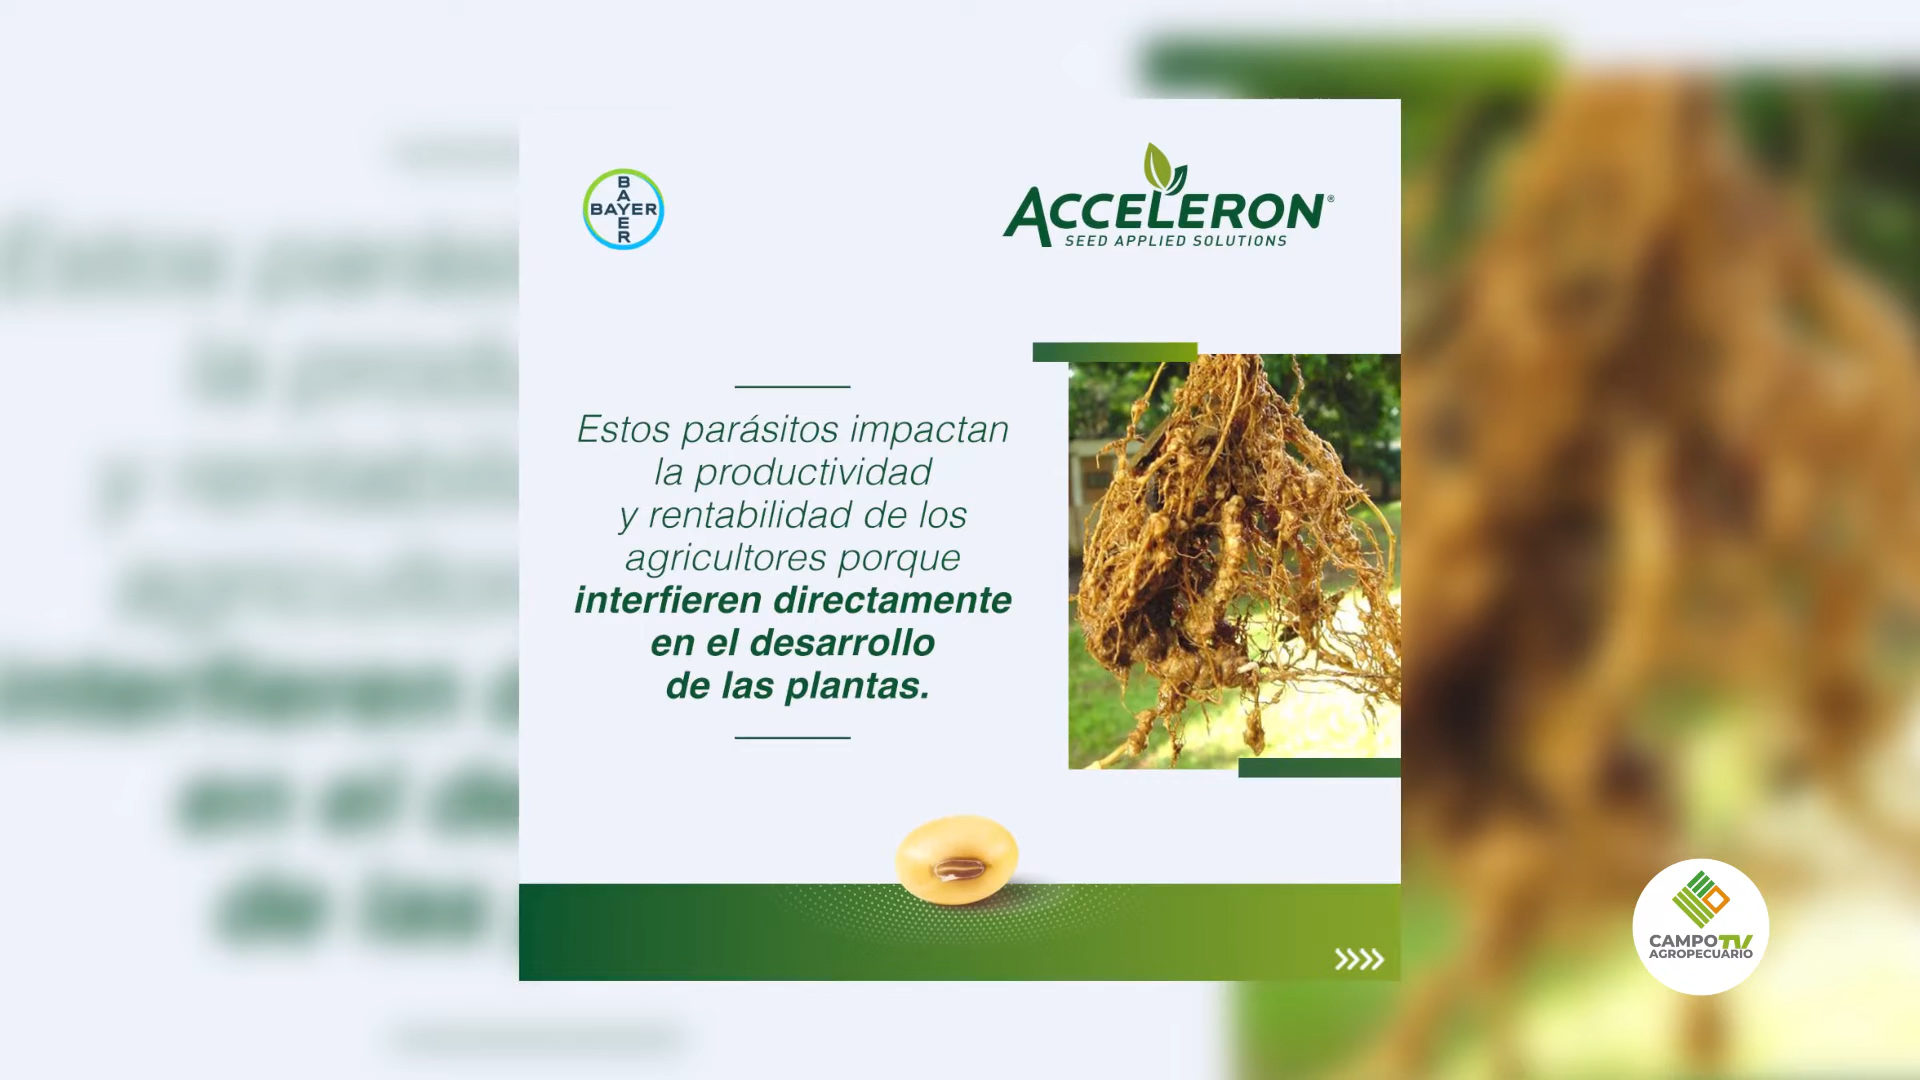 BAYER
BAYER
ACCELERON®
SEED APPLIED SOLUTIONS
Estos parásitos impactan
la productividad
y rentabilidad de los
agricultores porque
interfieren directamente
en el desarrollo
de las plantas.
CAMPO TV
AGROPECUARIO